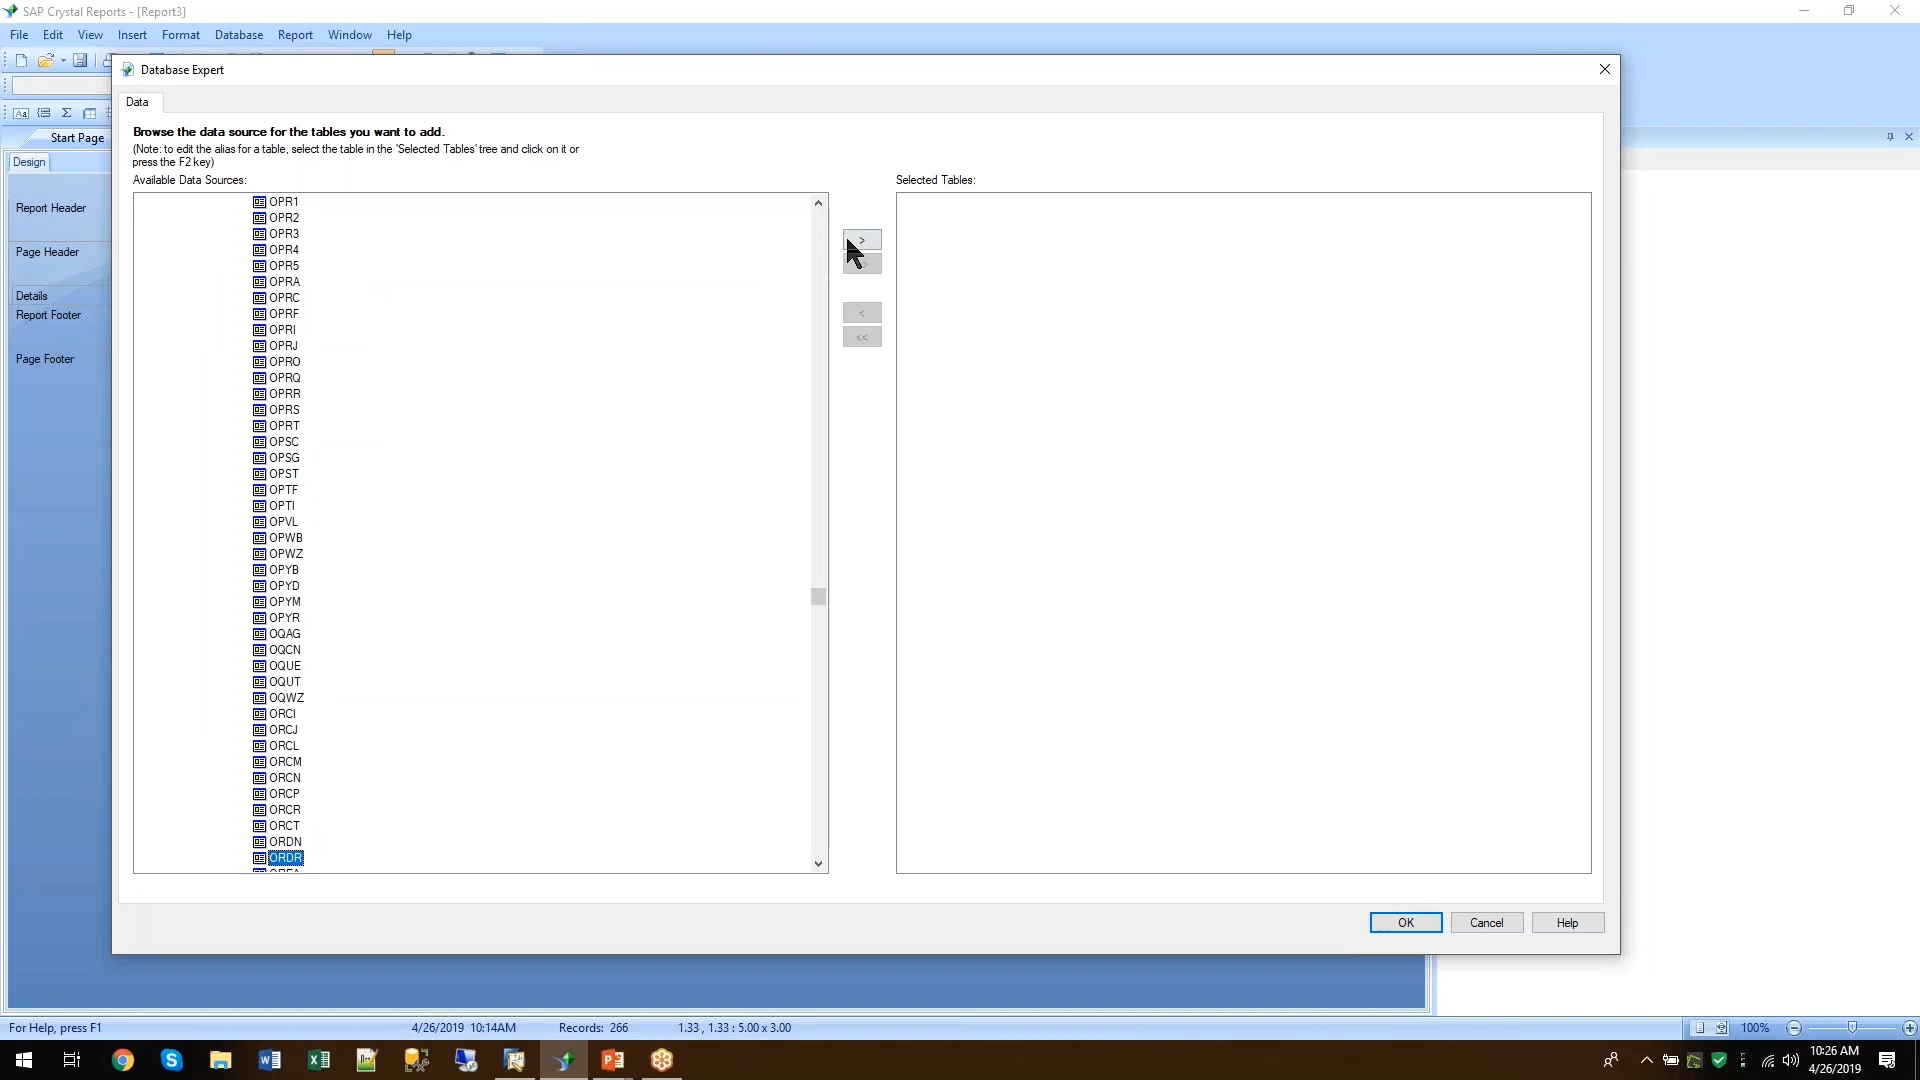 SAP Crystal Reports - [Report3]
File Edit View Insert Format Database Report Window Help
Database Expert
Data
Start Page
Design
Browse the data source for the tables you want to add.
(Note: to edit the alias for a table, select the table in the 'Selected Tables' tree and click on it or
press the F2 key)
Available Data Sources:
Selected Tables:
Report Header
Page Header
Details
Report Footer
Page Footer
OPR1
OPR2
OPR3
OPR4
OPR5
OPRA
OPRC
OPRF
OPRI
OPRJ
OPRO
OPRQ
OPRR
OPRS
OPRT
OPSC
OPSG
OPST
OPTF
OPTI
OPVL
OPWB
OPWZ
OPYB
OPYD
OPYM
OPYR
OQAG
OQCN
OQUE
OQUT
OQWZ
ORCI
ORCJ
ORCL
ORCM
ORCN
ORCP
ORCR
ORCT
ORDN
ORDR
>
<
<<
OK Cancel Help
For Help, press F1 4/26/2019 10:14AM Records: 266 1.33 , 1.33 : 5.00 x 3.00 100%
10:26 AM
4/26/2019